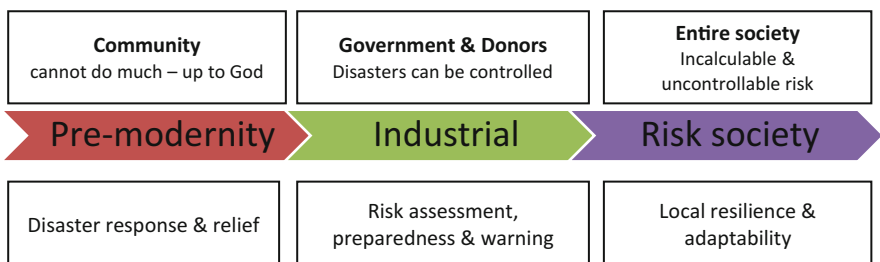 Community
cannot do much – up to God
Government & Donors
Disasters can be controlled
Entire society
Incalculable &
uncontrollable risk
Pre-modernity
Industrial
Risk society
Disaster response & relief
Risk assessment,
preparedness & warning
Local resilience &
adaptability